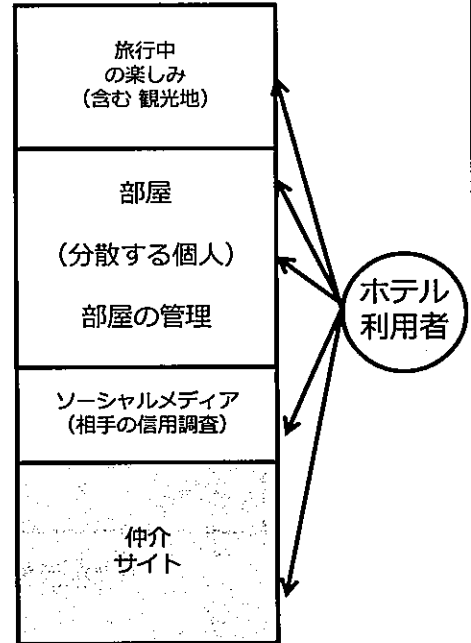 旅行中
の楽しみ
(含む 観光地)
部屋
(分散する個人)
部屋の管理
ソーシャルメディア
(相手の信用調査)
仲介
サイト
ホテル
利用者